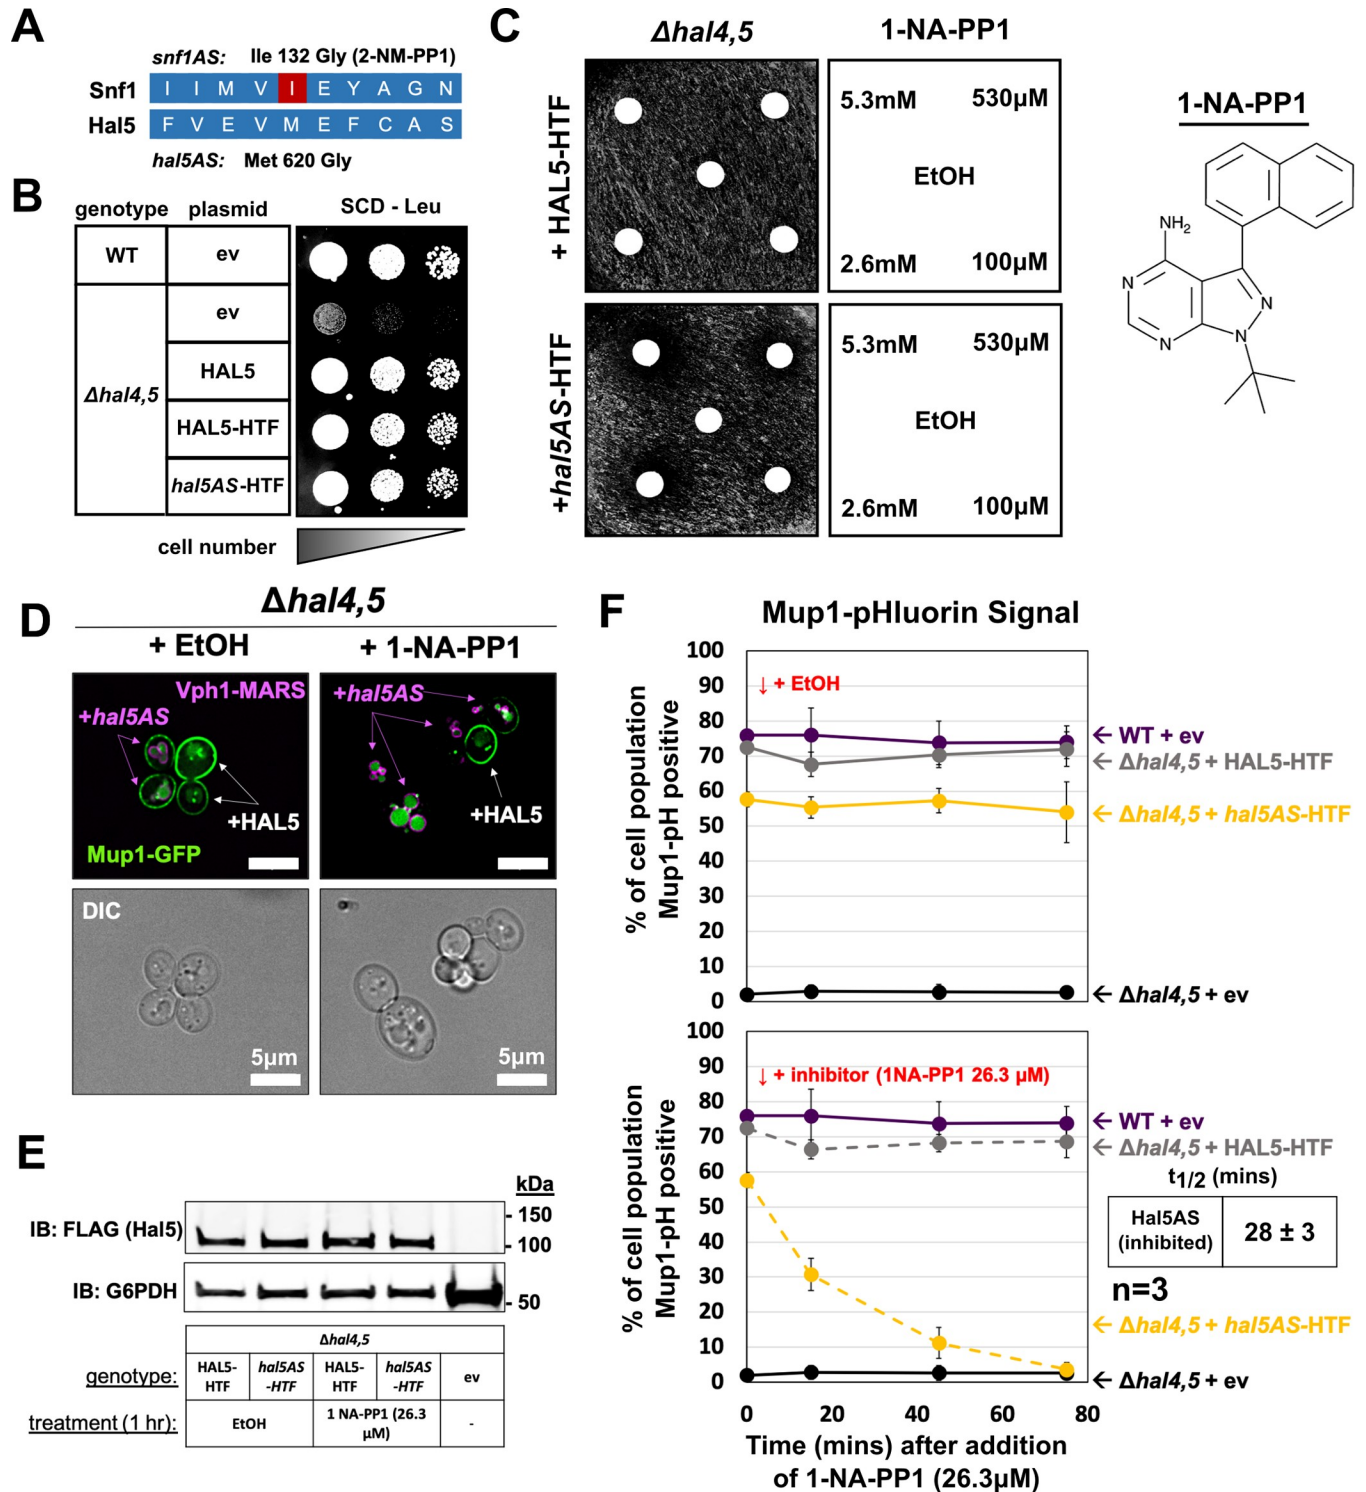 A
snf1AS: Ile 132 Gly (2-NM-PP1)
Snf1 I I M V I E Y A G N
Hal5 F V E V M E F C A S
hal5AS: Met 620 Gly
B
genotype plasmid SCD - Leu
WT ev
Δhal4,5
ev
HAL5
HAL5-HTF
hal5AS-HTF
cell number
C
Δhal4,5 1-NA-PP1
+ HAL5-HTF
5.3mM 530µM
EtOH
2.6mM 100µM
+hal5AS-HTF
5.3mM 530µM
EtOH
2.6mM 100µM
1-NA-PP1
NH2
N
N
N
N
N
D
Δhal4,5
+ EtOH + 1-NA-PP1
Vph1-MARS
+hal5AS
+HAL5
Mup1-GFP
+hal5AS
+HAL5
DIC
5µm
5µm
E
kDa
IB: FLAG (Hal5)
- 150
- 100
IB: G6PDH
- 50
Δhal4,5
genotype: HAL5-HTF hal5AS-HTF HAL5-HTF hal5AS-HTF ev
treatment (1 hr): EtOH 1 NA-PP1 (26.3 µM) -
F
Mup1-pHluorin Signal
% of cell population
Mup1-pH positive
100
90
80
70
60
50
40
30
20
10
0
↓ + EtOH
← WT + ev
← Δhal4,5 + HAL5-HTF
← Δhal4,5 + hal5AS-HTF
← Δhal4,5 + ev
% of cell population
Mup1-pH positive
100
90
80
70
60
50
40
30
20
10
0
↓ + inhibitor (1NA-PP1 26.3 µM)
← WT + ev
← Δhal4,5 + HAL5-HTF
t1/2 (mins)
Hal5AS (inhibited) 28 ± 3
n=3
← Δhal4,5 + hal5AS-HTF
← Δhal4,5 + ev
0 20 40 60 80
Time (mins) after addition
of 1-NA-PP1 (26.3µM)